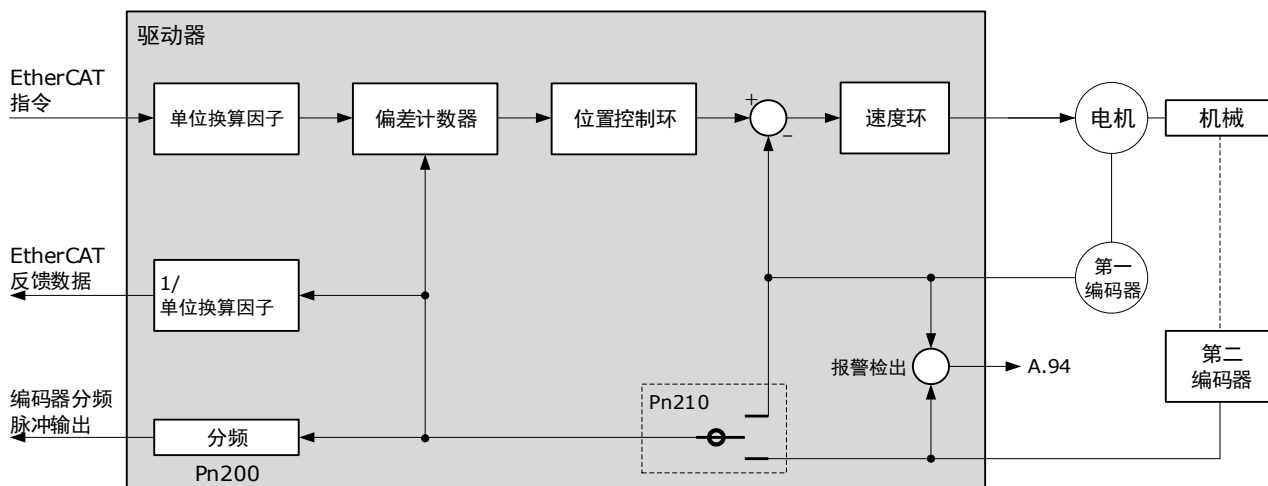 驱动器
EtherCAT
指令
单位换算因子
偏差计数器
位置控制环
+
−
速度环
电机
机械
EtherCAT
反馈数据
1/
单位换算因子
第一
编码器
报警检出
A.94
第二
编码器
编码器分频
脉冲输出
分频
Pn200
Pn210